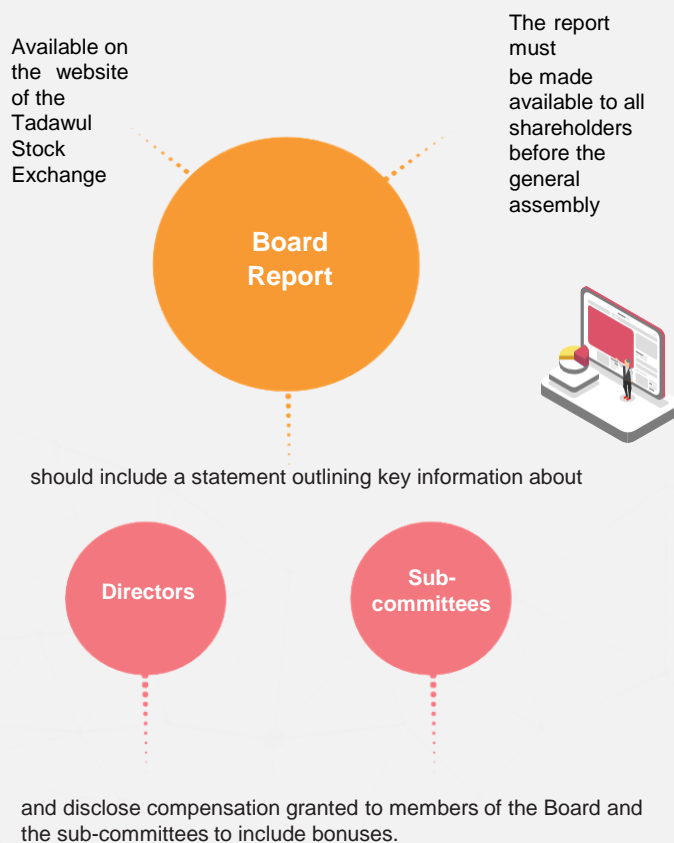 Available on
the website
of the
Tadawul
Stock
Exchange
The report
must
be made
available to all
shareholders
before the
general
assembly
Board
Report
should include a statement outlining key information about
Directors
Sub-
committees
and disclose compensation granted to members of the Board and
the sub-committees to include bonuses.